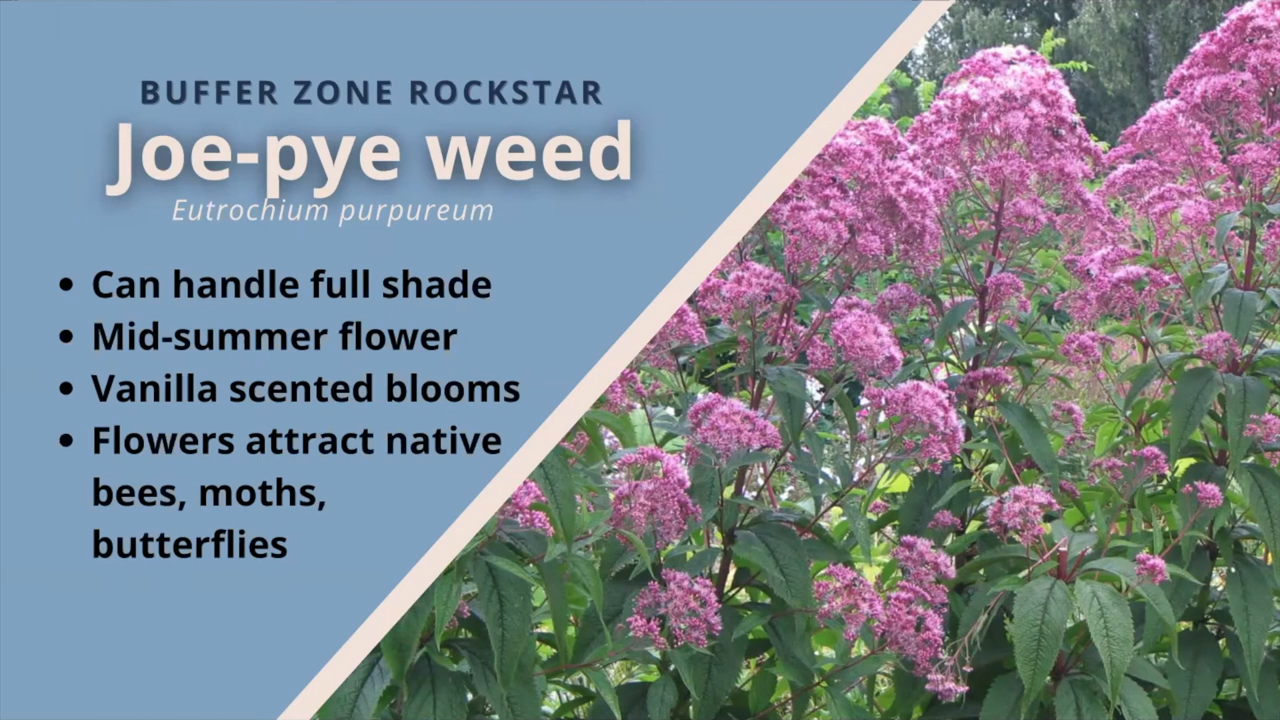 BUFFER ZONE ROCKSTAR
Joe-pye weed
Eutrochium purpureum
• Can handle full shade
• Mid-summer flower
• Vanilla scented blooms
• Flowers attract native
bees, moths,
butterflies